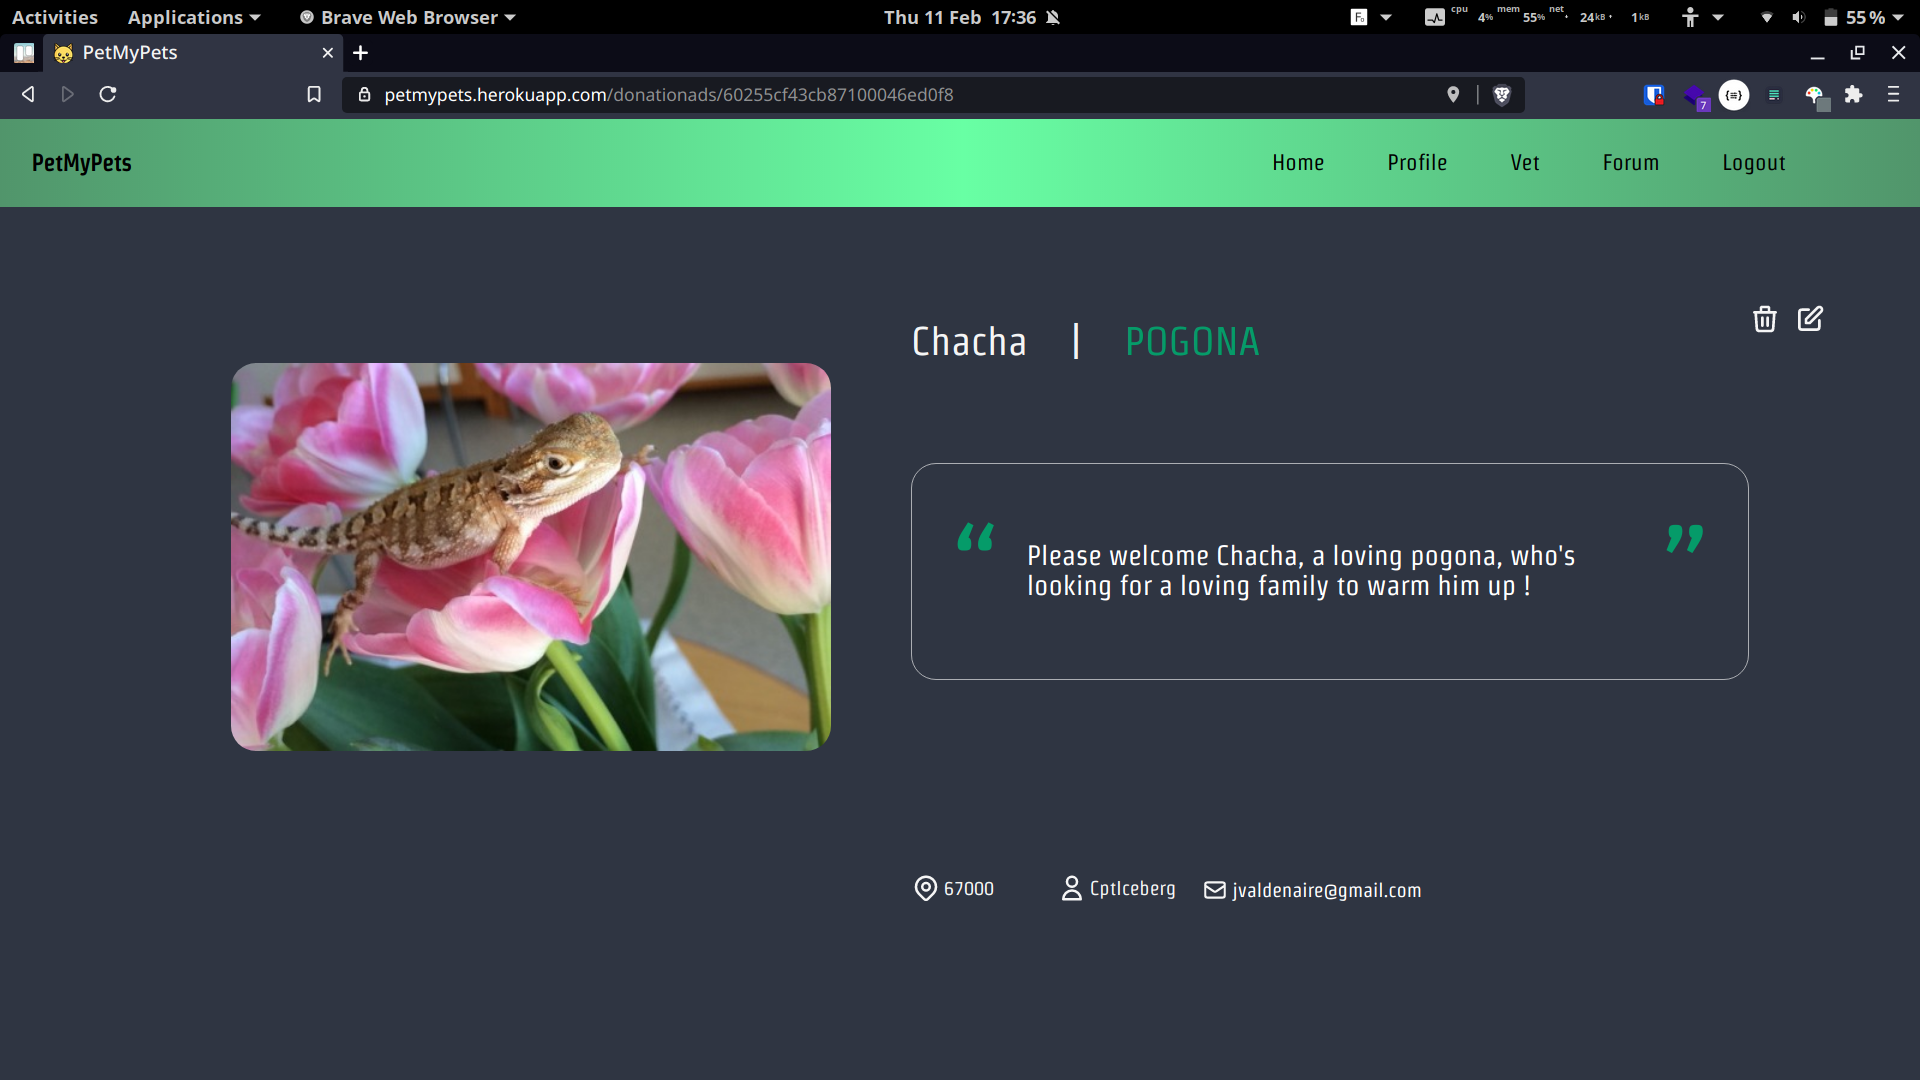 Activities Applications Brave Web Browser Thu 11 Feb 17:36 cpu 4% mem 55% net 24kB 1kB 55 %
PetMyPets
petmypets.herokuapp.com/donationads/60255cf43cb87100046ed0f8 7
PetMyPets Home Profile Vet Forum Logout
Chacha | POGONA
“ Please welcome Chacha, a loving pogona, who's ”
looking for a loving family to warm him up !
67000 CptIceberg jvaldenaire@gmail.com